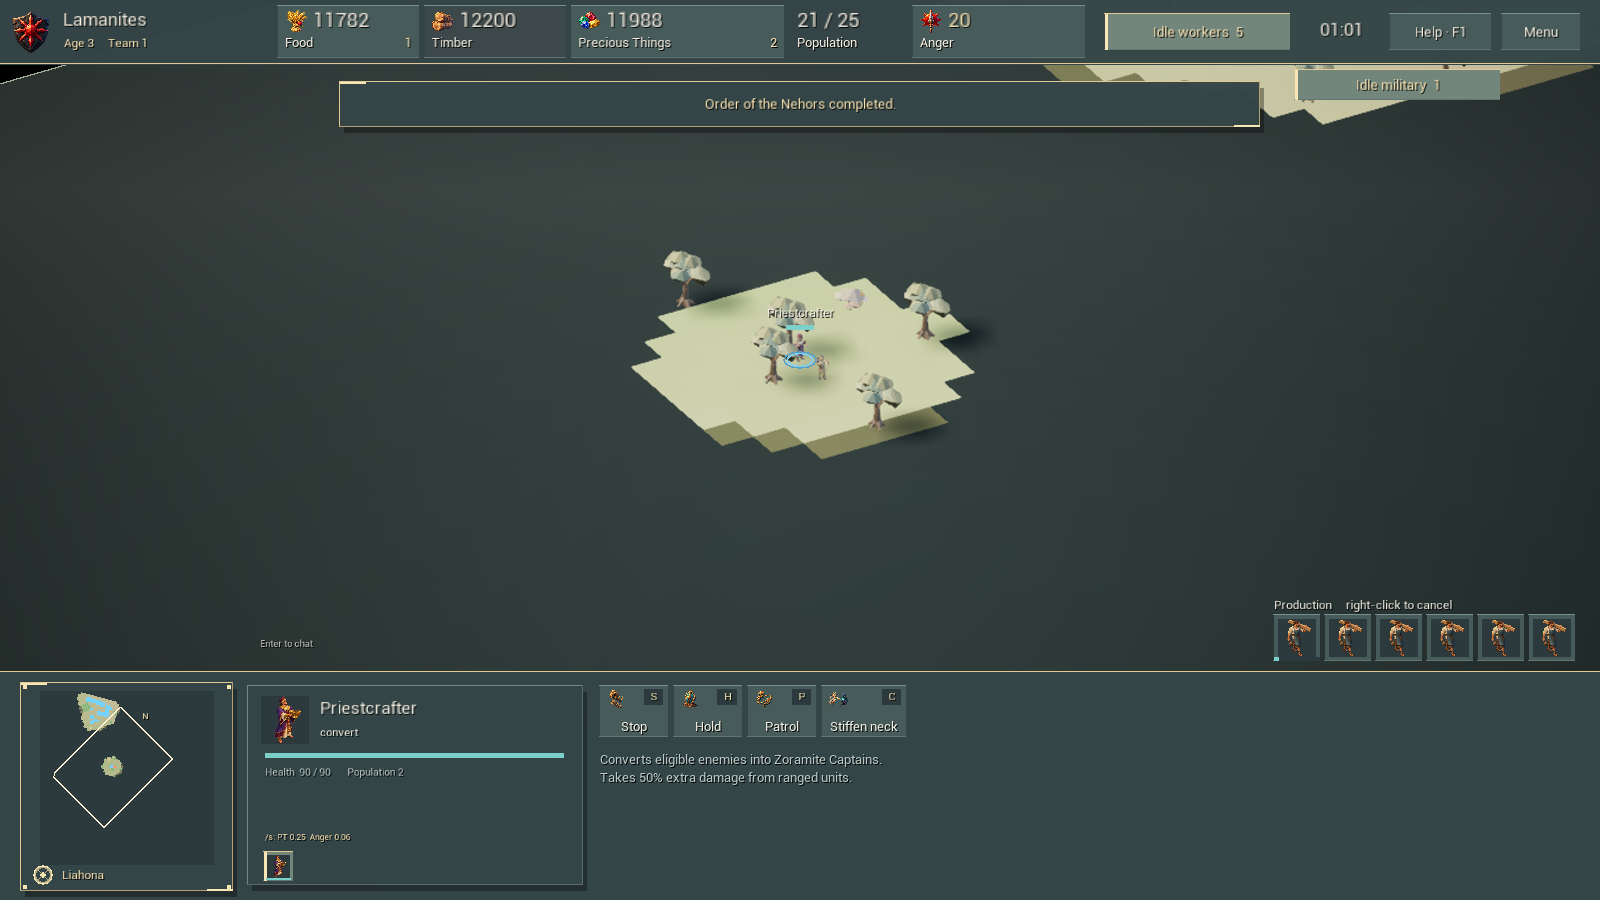 Lamanites
Age 3 Team 1
11782
Food 1
12200
Timber
11988
Precious Things 2
21 / 25
Population
20
Anger
Idle workers 5
01:01
Help · F1
Menu
Idle military 1
Order of the Nehors completed.
Priestcrafter
Production right-click to cancel
Enter to chat
N
Liahona
Priestcrafter
convert
Health 90 / 90 Population 2
/s: PT 0.25 Anger 0.06
S
Stop
H
Hold
P
Patrol
C
Stiffen neck
Converts eligible enemies into Zoramite Captains.
Takes 50% extra damage from ranged units.